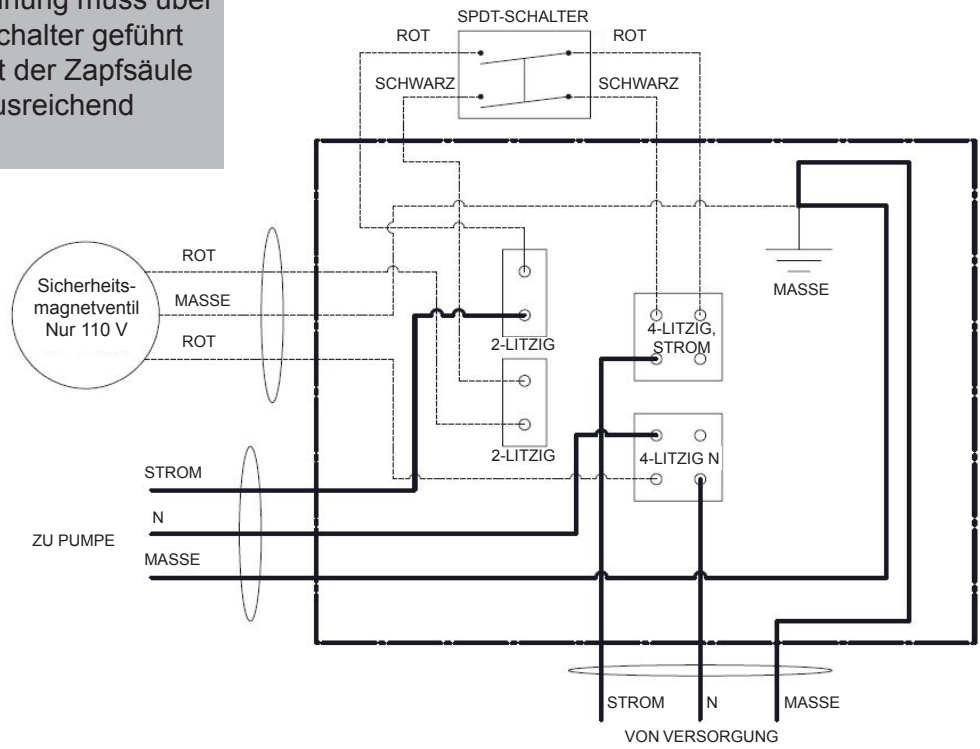 muss über
chalter geführt
t der Zapfsäule
usreichend
SPDT-SCHALTER
ROT
ROT
SCHWARZ
SCHWARZ
ROT
MASSE
ROT
Sicherheits-
magnetventil
Nur 110 V
MASSE
2-LITZIG
4-LITZIG,
STROM
2-LITZIG
4-LITZIG N
STROM
N
ZU PUMPE
MASSE
STROM
N
MASSE
VON VERSORGUNG